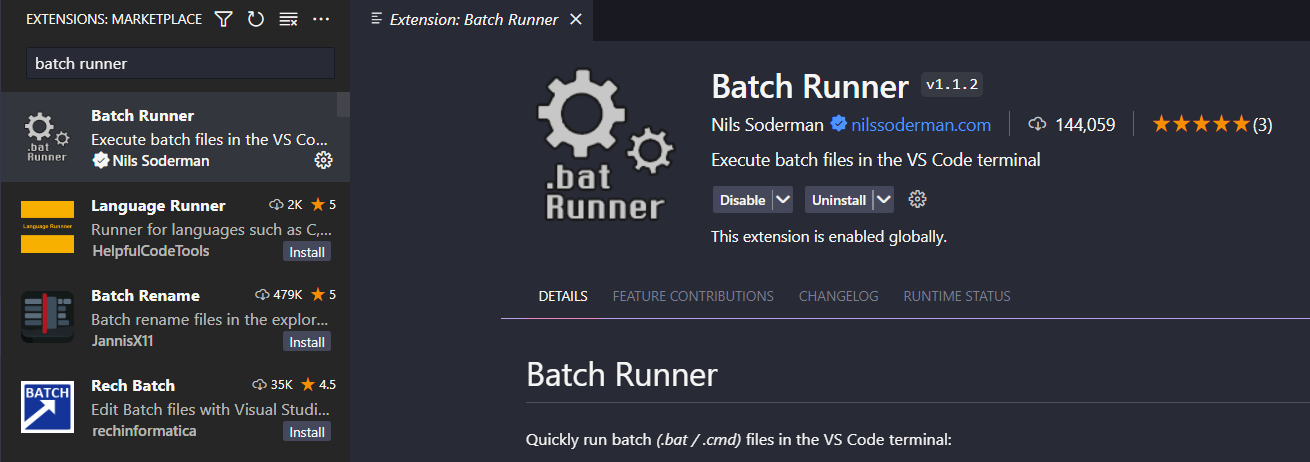 EXTENSIONS: MARKETPLACE
batch runner
.bat
Runner
Batch Runner
Execute batch files in the VS Co...
Nils Soderman
Language Runnner
Language Runner 2K 5
Runner for languages such as C,...
HelpfulCodeTools Install
Batch Rename 479K 5
Batch rename files in the explor...
JannisX11 Install
BATCH
Rech Batch 35K 4.5
Edit Batch files with Visual Studi...
rechinformatica Install
Extension: Batch Runner
.bat
Runner
Batch Runner v1.1.2
Nils Soderman nilssoderman.com 144,059 (3)
Execute batch files in the VS Code terminal
Disable Uninstall
This extension is enabled globally.
DETAILS FEATURE CONTRIBUTIONS CHANGELOG RUNTIME STATUS
Batch Runner
Quickly run batch (.bat / .cmd) files in the VS Code terminal: